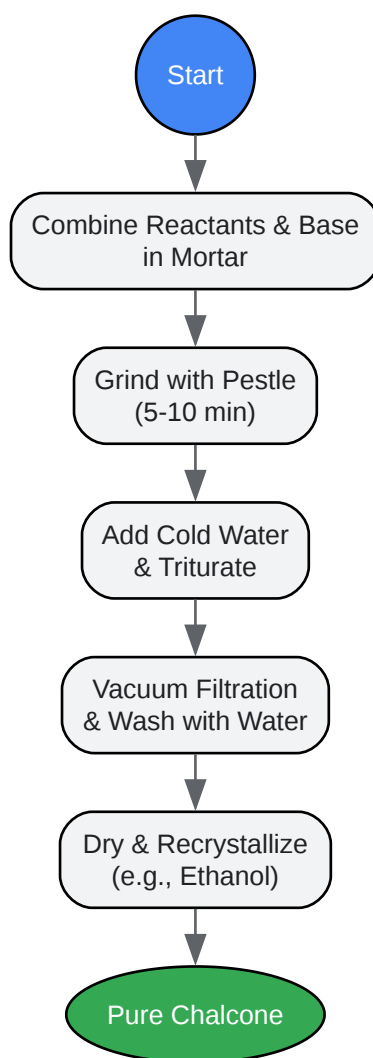 Start
Combine Reactants & Base
in Mortar
Grind with Pestle
(5-10 min)
Add Cold Water
& Triturate
Vacuum Filtration
& Wash with Water
Dry & Recrystallize
(e.g., Ethanol)
Pure Chalcone